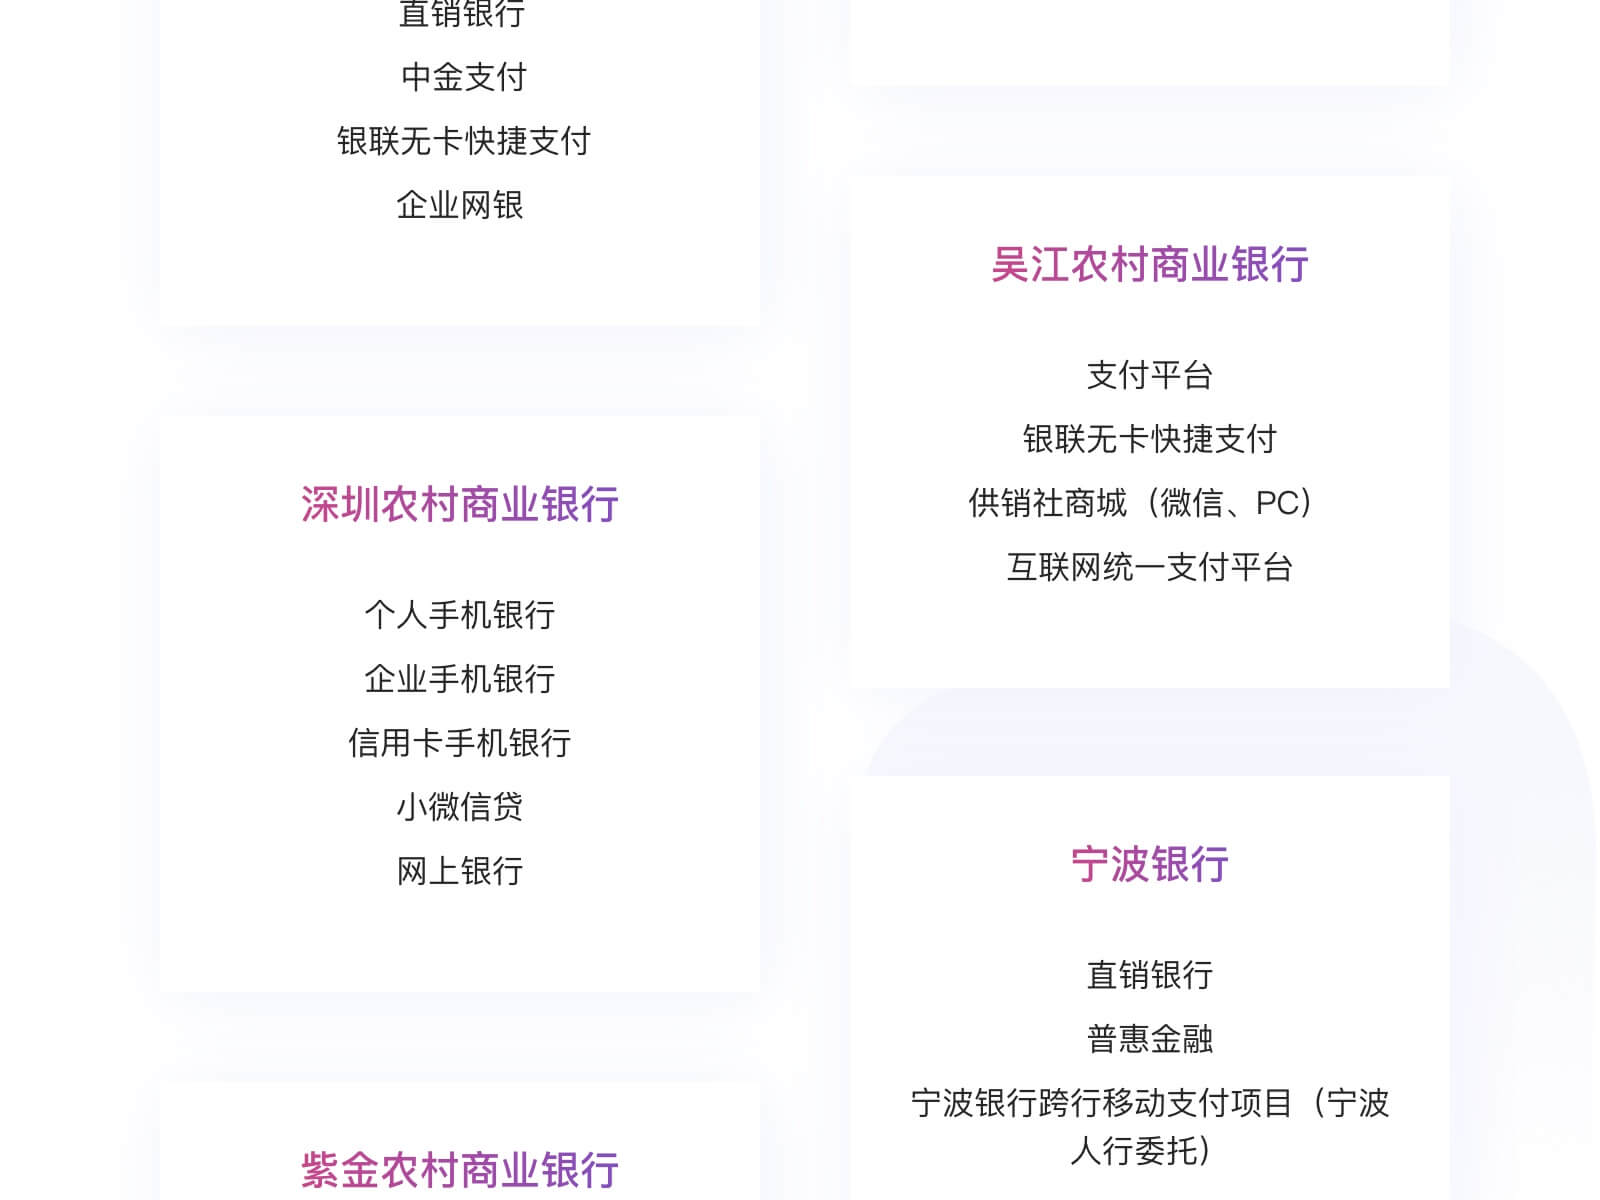 直销银行
中金支付
银联无卡快捷支付
企业网银
深圳农村商业银行
个人手机银行
企业手机银行
信用卡手机银行
小微信贷
网上银行
紫金农村商业银行
吴江农村商业银行
支付平台
银联无卡快捷支付
供销社商城（微信、PC）
互联网统一支付平台
宁波银行
直销银行
普惠金融
宁波银行跨行移动支付项目（宁波
人行委托）